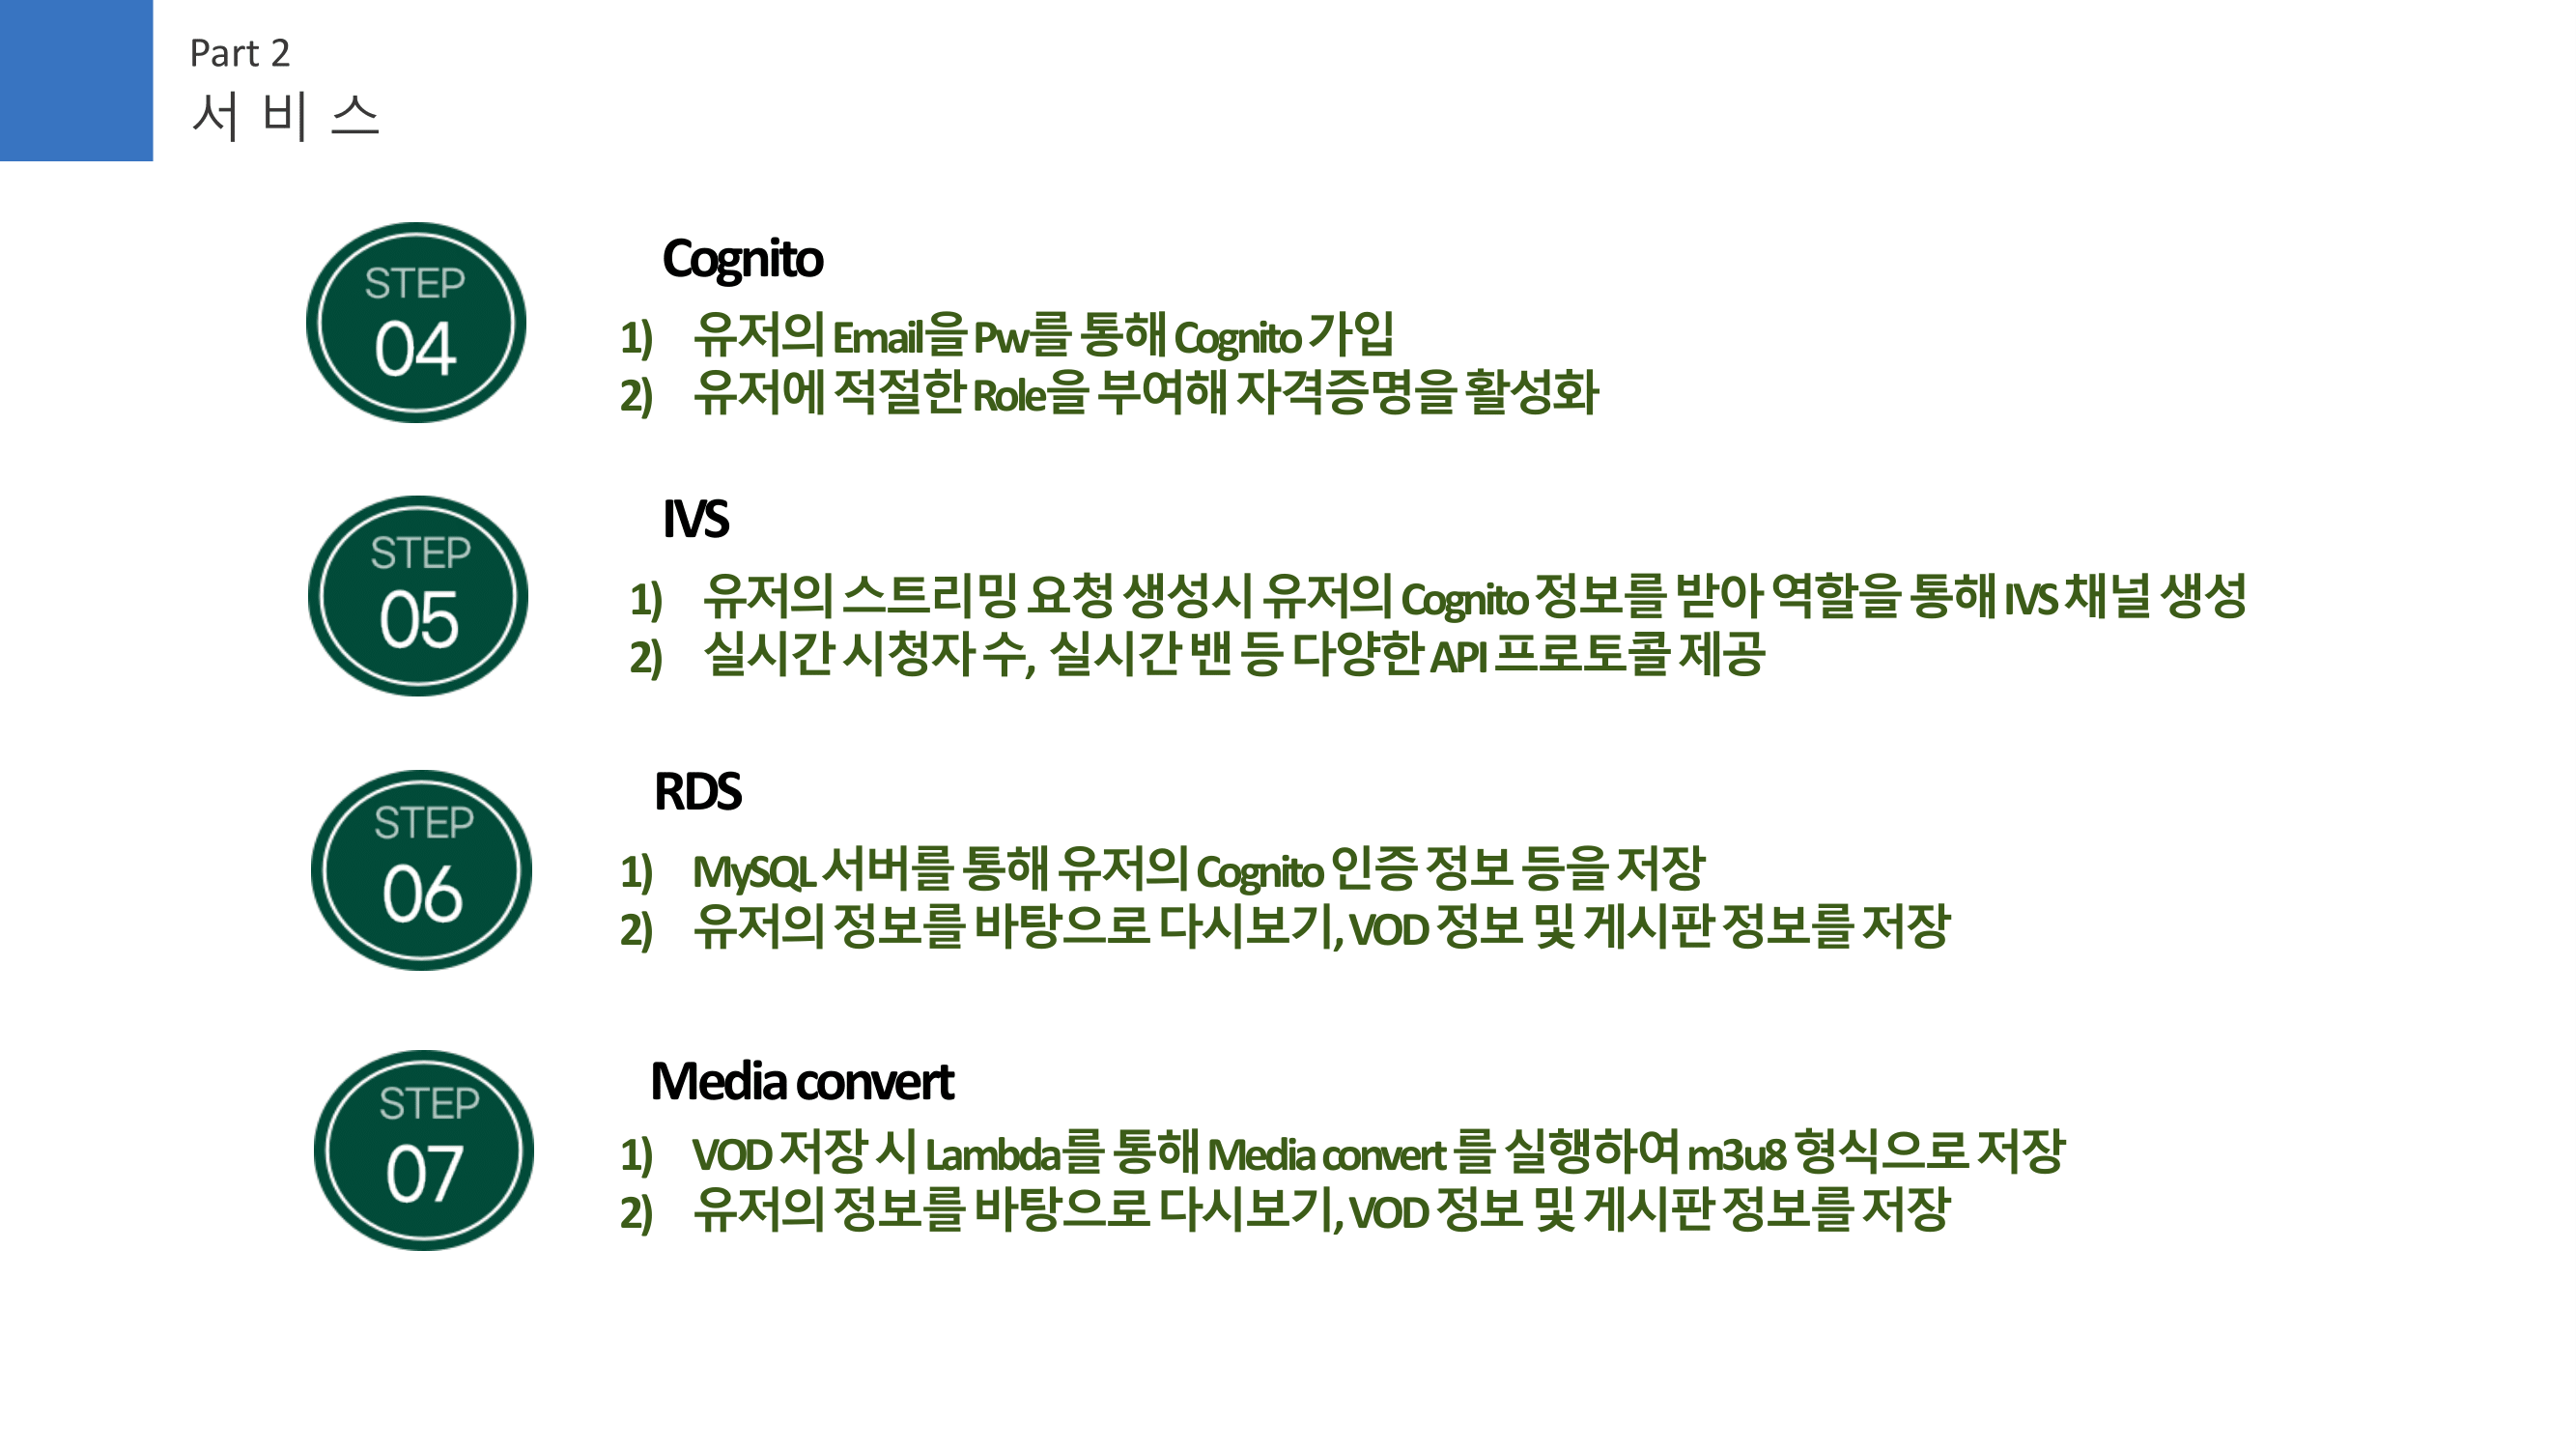 Part 2
서 비 스
STEP
04
Cognito
1) 유저의 Email을 Pw를 통해 Cognito 가입
2) 유저에 적절한 Role을 부여해 자격증명을 활성화
STEP
05
IVS
1) 유저의 스트리밍 요청 생성시 유저의 Cognito 정보를 받아 역할을 통해 IVS 채널 생성
2) 실시간 시청자 수, 실시간 밴 등 다양한 API 프로토콜 제공
STEP
06
RDS
1) MySQL 서버를 통해 유저의 Cognito 인증 정보 등을 저장
2) 유저의 정보를 바탕으로 다시보기, VOD 정보 및 게시판 정보를 저장
STEP
07
Media convert
1) VOD 저장 시 Lambda를 통해 Media convert 를 실행하여 m3u8 형식으로 저장
2) 유저의 정보를 바탕으로 다시보기, VOD 정보 및 게시판 정보를 저장